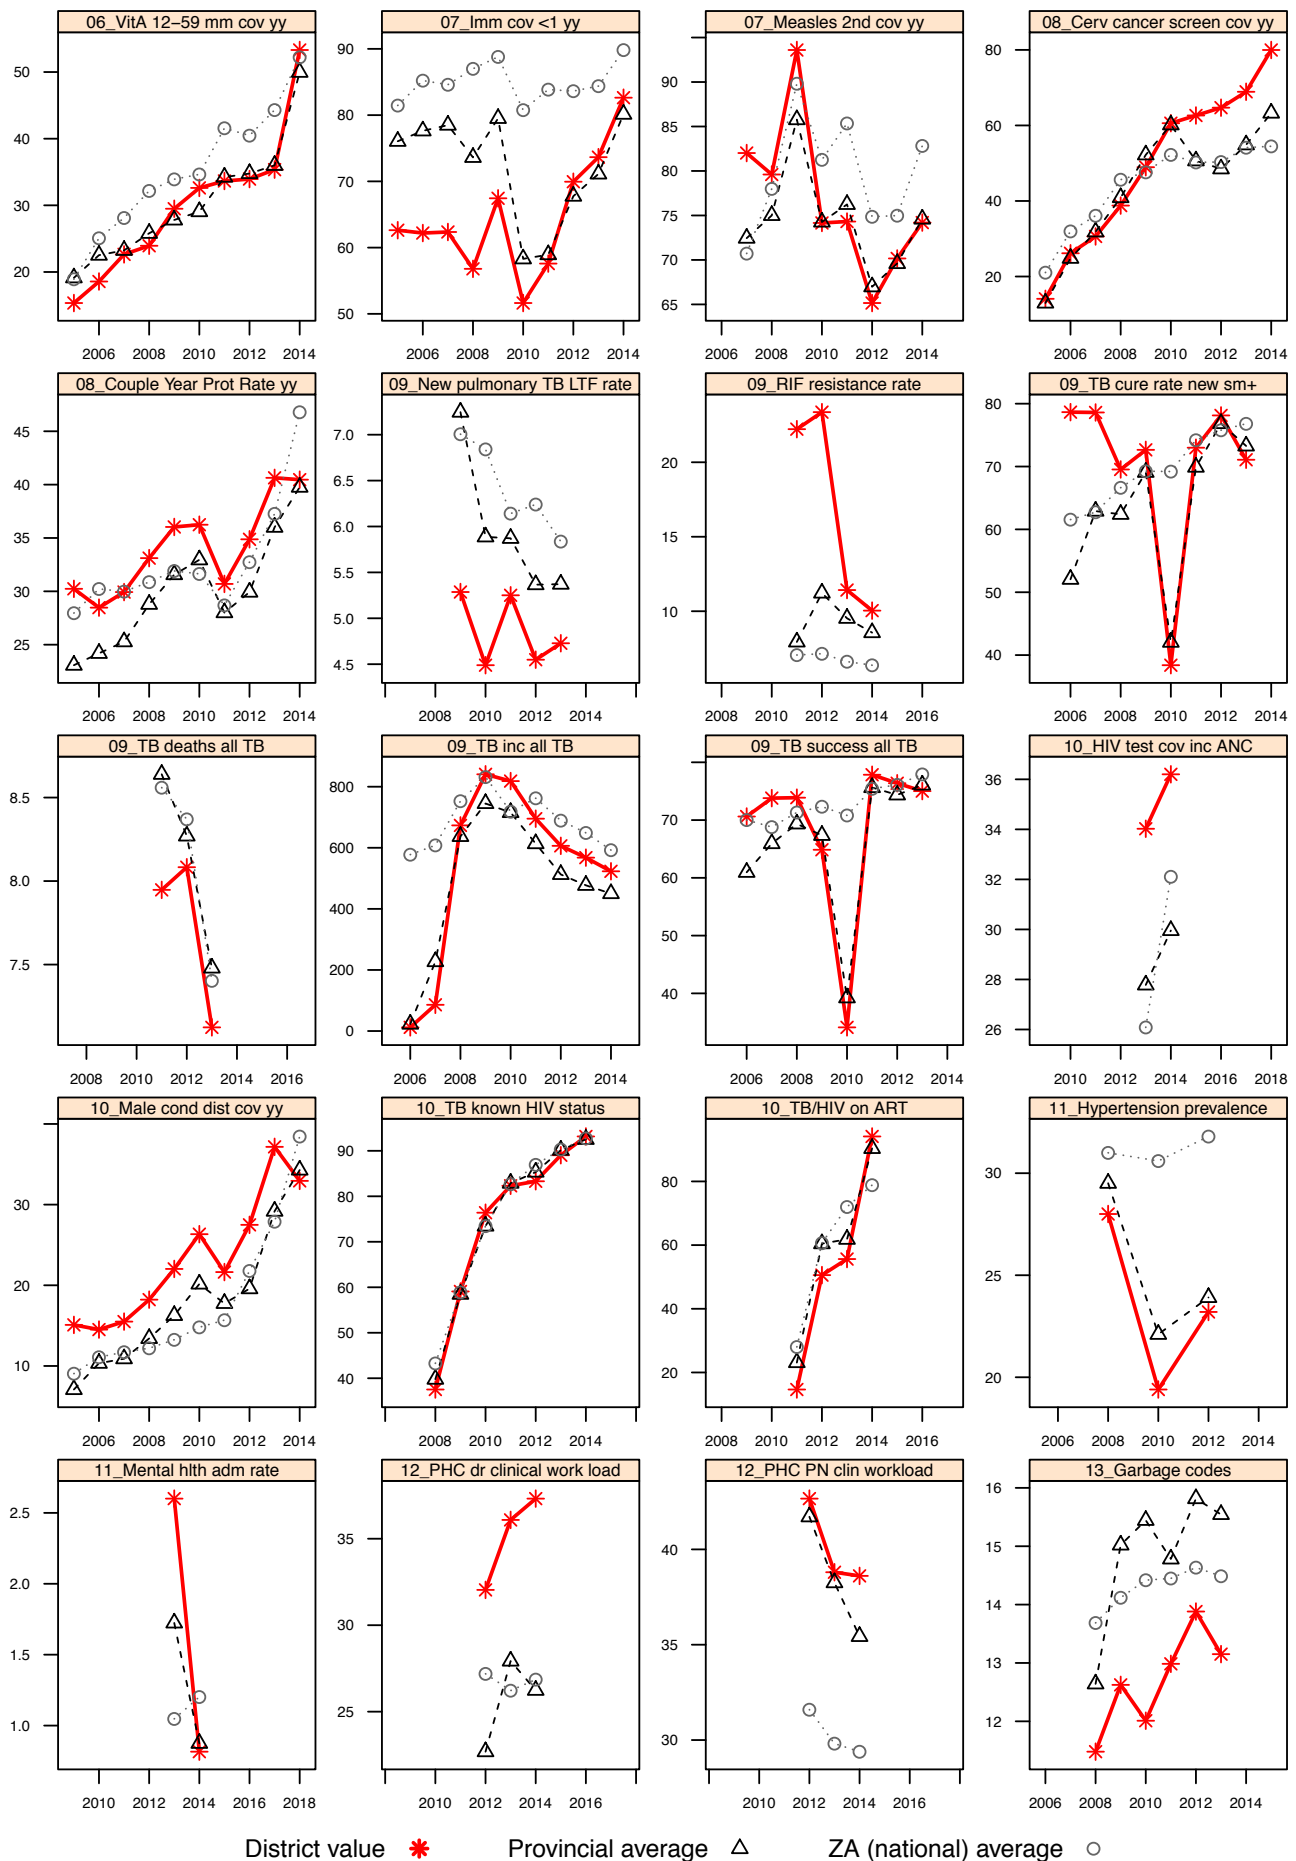 06_VitA 12−59 mm cov yy
07_Imm cov <1 yy
07_Measles 2nd cov yy
08_Cerv cancer screen cov yy
50
40
30
20
2006 2008 2010 2012 2014
90
80
70
60
50
2006 2008 2010 2012 2014
95
90
85
80
75
70
65
2006 2008 2010 2012 2014
80
60
40
20
2006 2008 2010 2012 2014
08_Couple Year Prot Rate yy
09_New pulmonary TB LTF rate
09_RIF resistance rate
09_TB cure rate new sm+
45
40
35
30
25
2006 2008 2010 2012 2014
7.0
6.5
6.0
5.5
5.0
4.5
2008 2010 2012 2014
20
15
10
2008 2010 2012 2014 2016
80
70
60
50
40
2006 2008 2010 2012 2014
09_TB deaths all TB
09_TB inc all TB
09_TB success all TB
10_HIV test cov inc ANC
8.5
8.0
7.5
2008 2010 2012 2014 2016
800
600
400
200
0
2006 2008 2010 2012 2014
70
60
50
40
2006 2008 2010 2012 2014
36
34
32
30
28
26
2010 2012 2014 2016 2018
10_Male cond dist cov yy
10_TB known HIV status
10_TB/HIV on ART
11_Hypertension prevalence
30
20
10
2006 2008 2010 2012 2014
90
80
70
60
50
40
2008 2010 2012 2014
80
60
40
20
2008 2010 2012 2014
30
25
20
2006 2008 2010 2012 2014
11_Mental hlth adm rate
12_PHC dr clinical work load
12_PHC PN clin workload
13_Garbage codes
2.5
2.0
1.5
1.0
2010 2012 2014 2016 2018
35
30
25
2010 2012 2014 2016
40
35
30
2010 2012 2014 2016
16
15
14
13
12
2006 2008 2010 2012 2014
District value Provincial average ZA (national) average